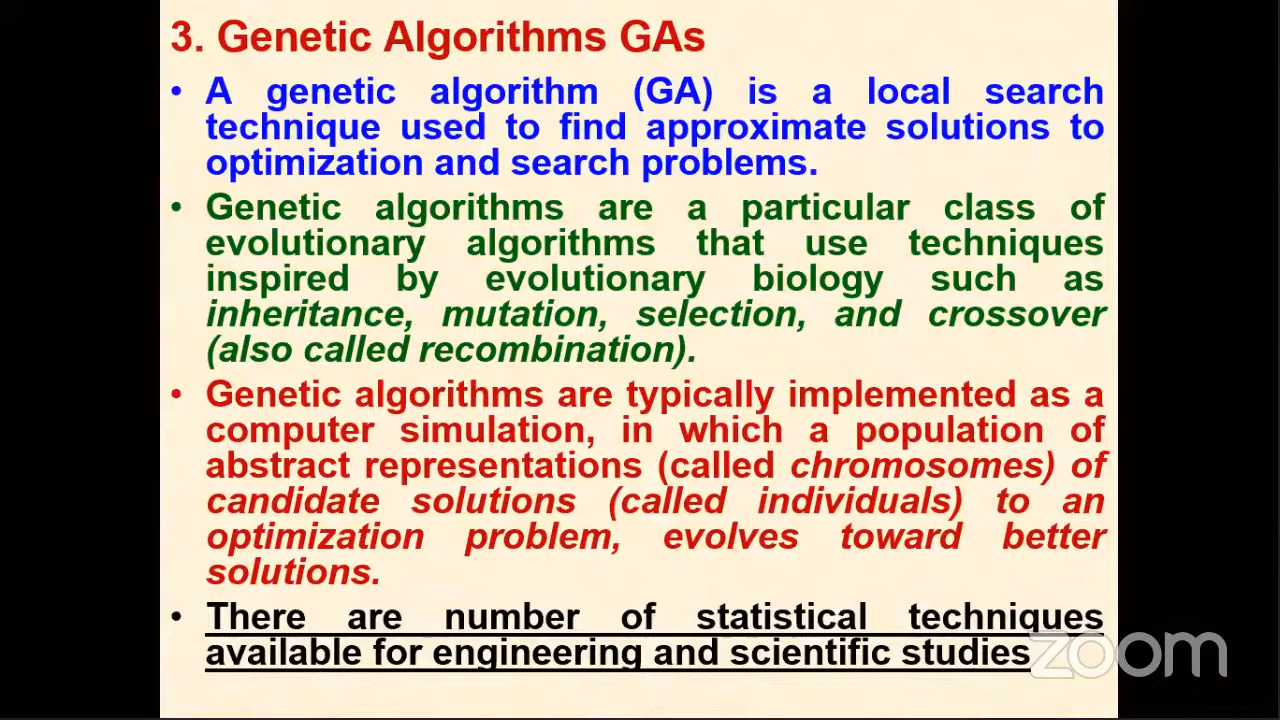 3. Genetic Algorithms GAs
• A genetic algorithm (GA) is a local search
technique used to find approximate solutions to
optimization and search problems.
• Genetic algorithms are a particular class of
evolutionary algorithms that use techniques
inspired by evolutionary biology such as
inheritance, mutation, selection, and crossover
(also called recombination).
• Genetic algorithms are typically implemented as a
computer simulation, in which a population of
abstract representations (called chromosomes) of
candidate solutions (called individuals) to an
optimization problem, evolves toward better
solutions.
• There are number of statistical techniques
available for engineering and scientific studies
zoom